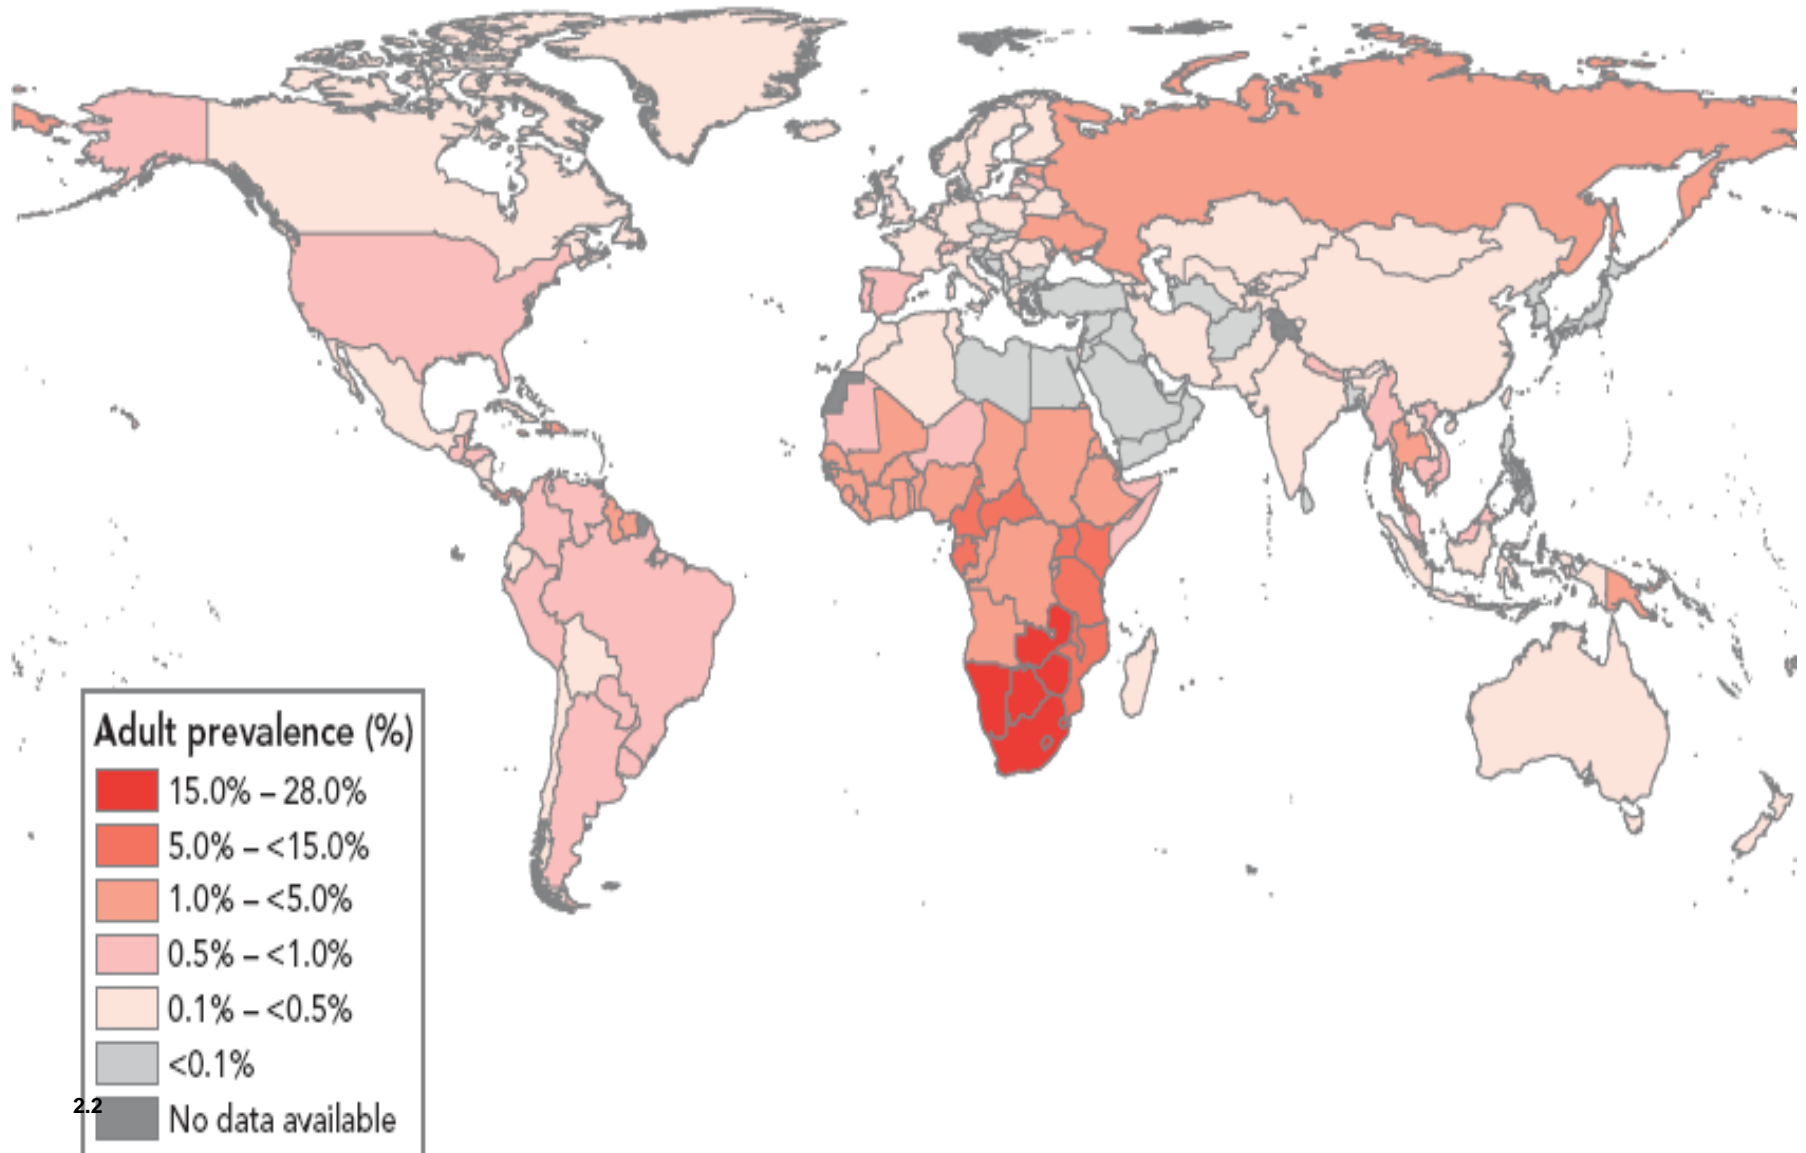 Adult prevalence (%)
15.0% – 28.0%
5.0% – <15.0%
1.0% – <5.0%
0.5% – <1.0%
0.1% – <0.5%
<0.1%
2.2
No data available